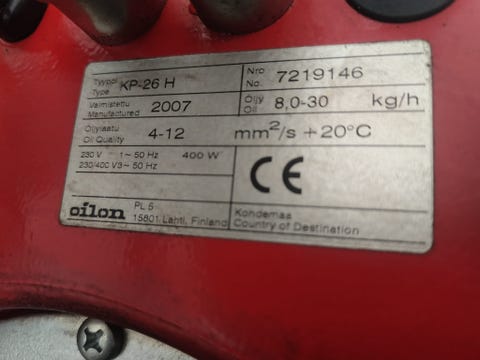 Tyyppi Type KP-26 H Nro No. 7219146
Valmistettu Manufactured 2007 Öljy Oil 8,0-30 kg/h
Öljylaatu Oil Quality 4-12 mm²/s +20°C
230 V 1~ 50 Hz 400 W
230/400 V3~ 50 Hz
CE
oilon PL 5
15801 Lahti, Finland
Kondemaa
Country of Destination